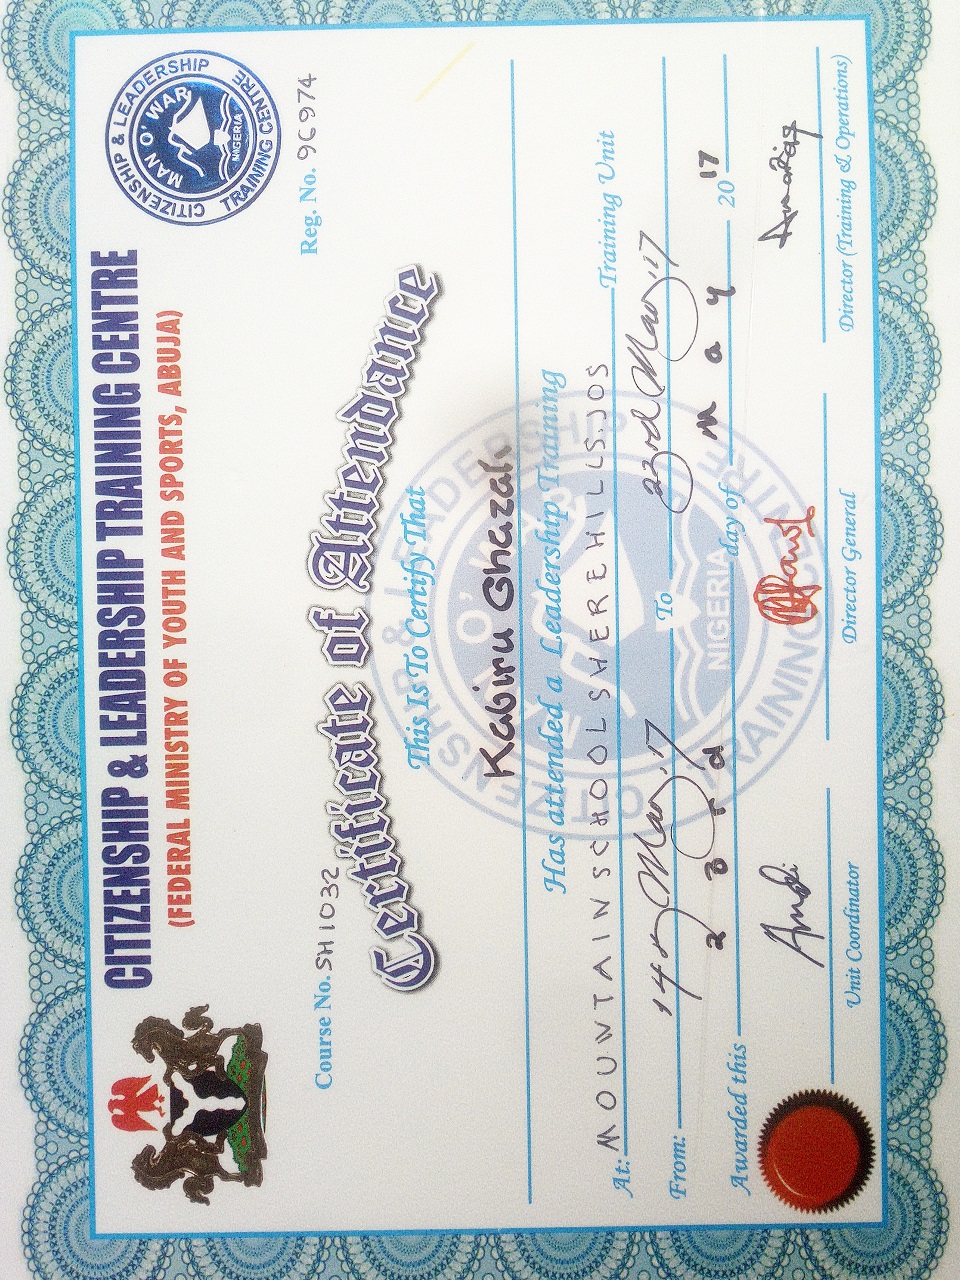 CITIZENSHIP & LEADERSHIP TRAINING CENTRE
(FEDERAL MINISTRY OF YOUTH AND SPORTS, ABUJA)
CITIZENSHIP & LEADERSHIP TRAINING CENTRE
MAN O' WAR
NIGERIA
Course No. SH1032
Reg. No. 96974
Certificate of Attendance
This Is To Certify That
Kabiru Ghazal
Has attended a Leadership Training
At: MOUNTAIN SCHOOL SHERE HILLS. JOS Training Unit
From: 14th May '17 To 23rd May '17
Awarded this 23rd day of may 2017
Unit Coordinator
Director General
Director (Training & Operations)